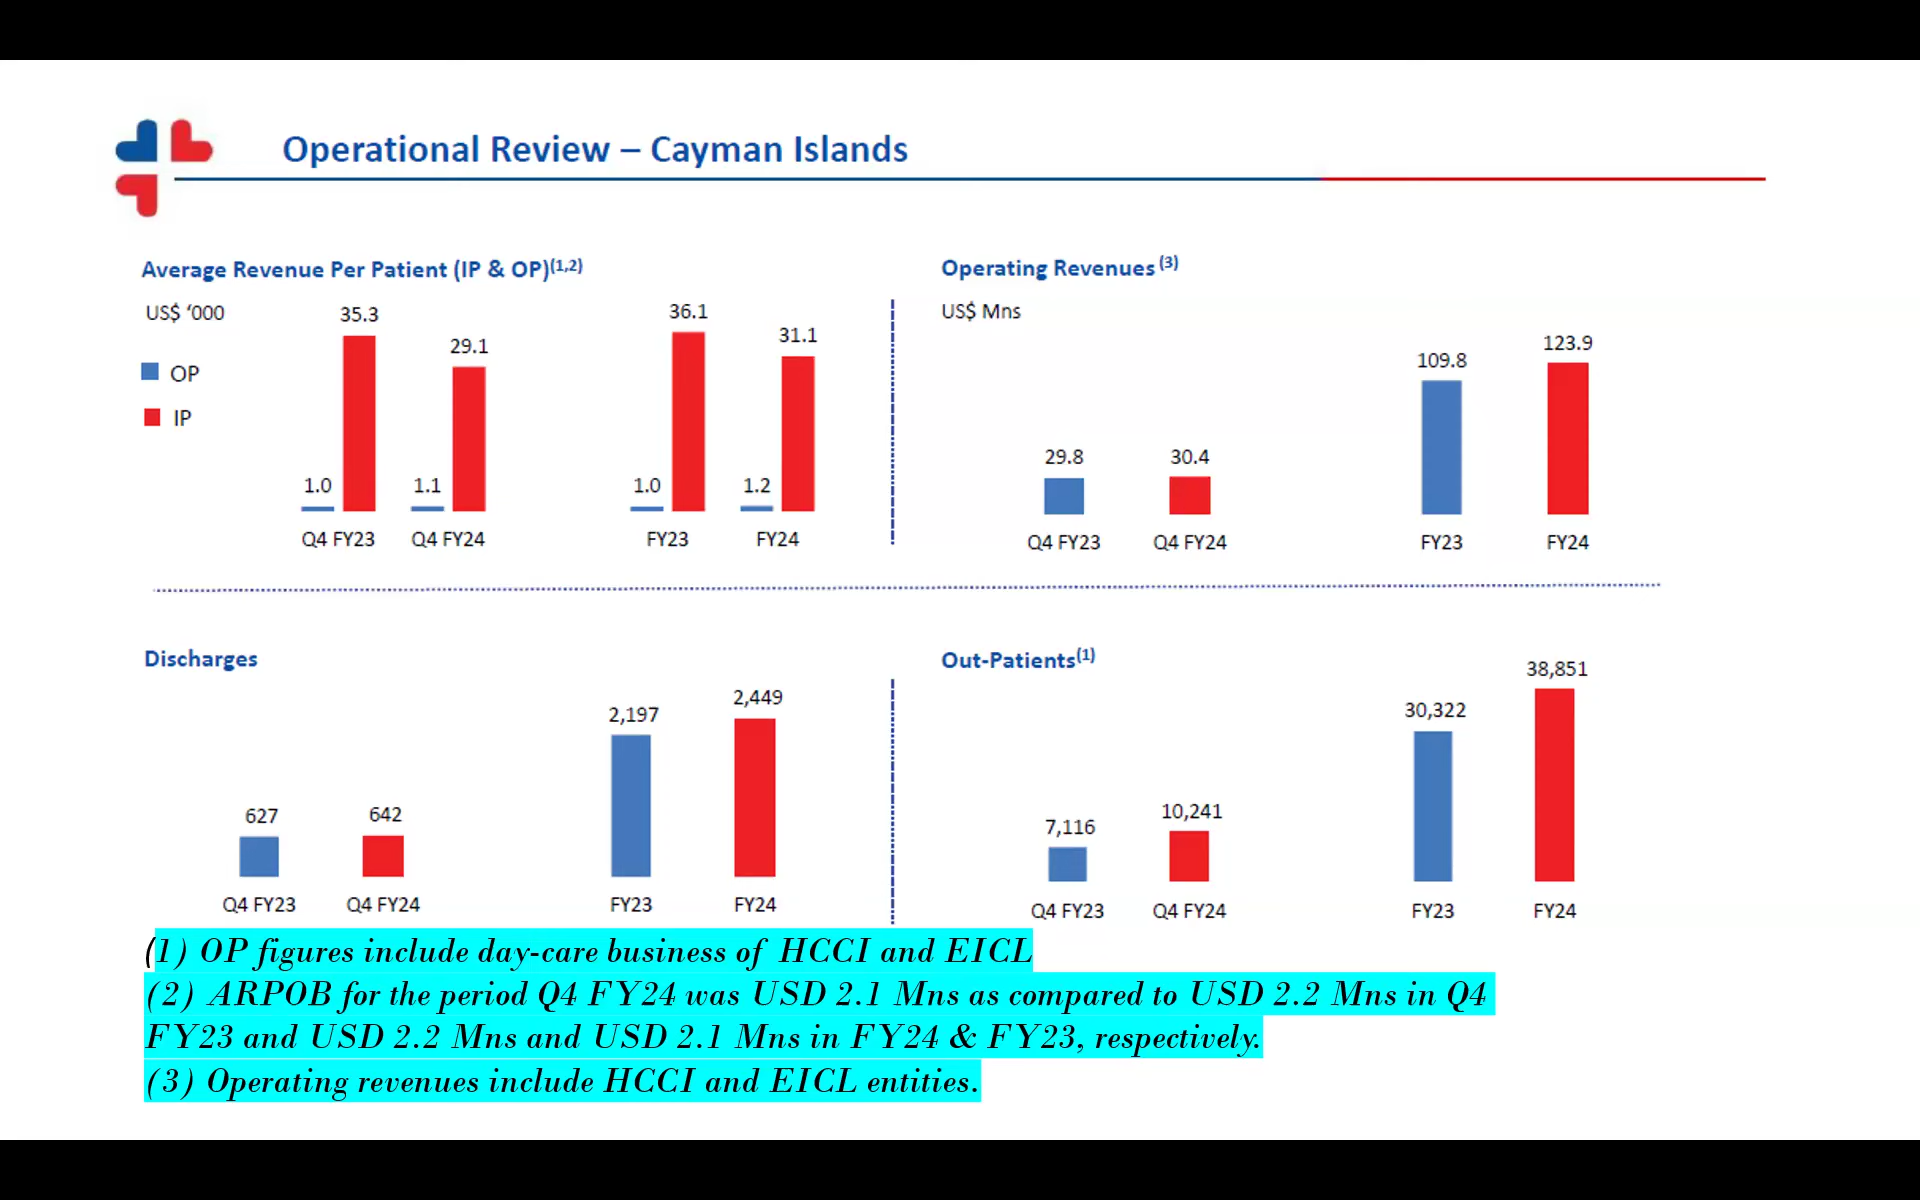 Operational Review – Cayman Islands
Average Revenue Per Patient (IP & OP)(1,2)
US$ ‘000
OP
IP
35.3
29.1
36.1
31.1
1.0
1.1
1.0
1.2
Q4 FY23
Q4 FY24
FY23
FY24
Operating Revenues (3)
US$ Mns
29.8
30.4
109.8
123.9
Q4 FY23
Q4 FY24
FY23
FY24
Discharges
627
642
2,197
2,449
Q4 FY23
Q4 FY24
FY23
FY24
Out-Patients(1)
7,116
10,241
30,322
38,851
Q4 FY23
Q4 FY24
FY23
FY24
(1) OP figures include day-care business of HCCI and EICL
(2) ARPOB for the period Q4 FY24 was USD 2.1 Mns as compared to USD 2.2 Mns in Q4
FY23 and USD 2.2 Mns and USD 2.1 Mns in FY24 & FY23, respectively.
(3) Operating revenues include HCCI and EICL entities.